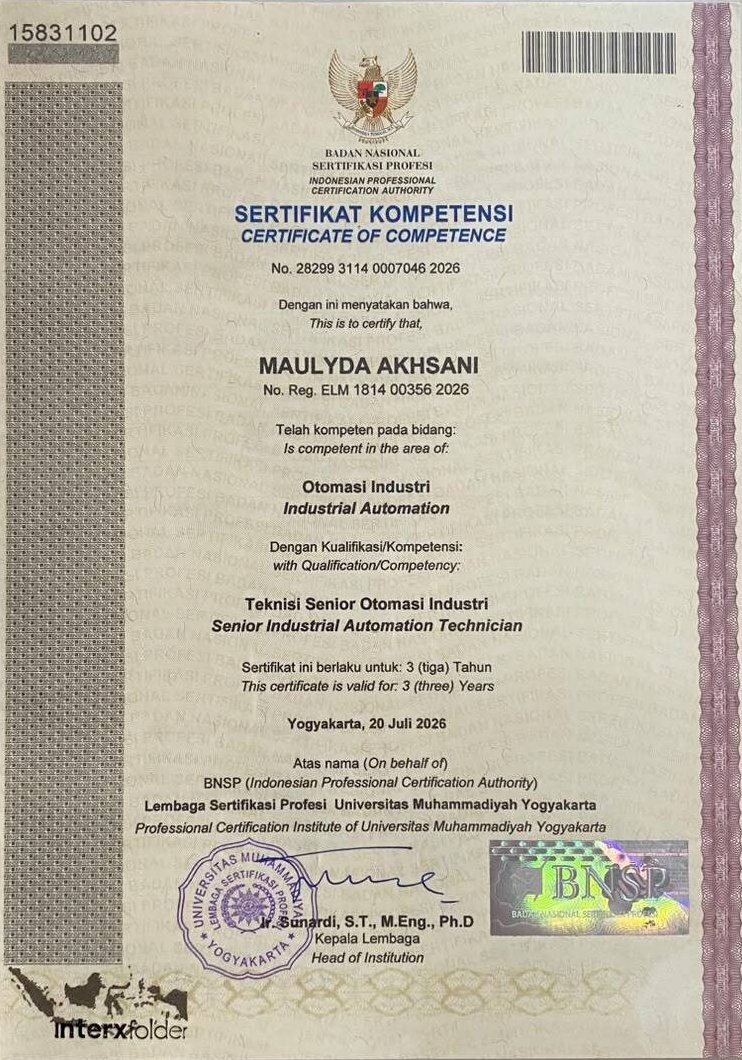 15831102
BADAN NASIONAL
SERTIFIKASI PROFESI
INDONESIAN PROFESSIONAL
CERTIFICATION AUTHORITY
SERTIFIKAT KOMPETENSI
CERTIFICATE OF COMPETENCE
No. 28299 3114 0007046 2026
Dengan ini menyatakan bahwa,
This is to certify that,
MAULYDA AKHSANI
No. Reg. ELM 1814 00356 2026
Telah kompeten pada bidang:
Is competent in the area of:
Otomasi Industri
Industrial Automation
Dengan Kualifikasi/Kompetensi:
with Qualification/Competency:
Teknisi Senior Otomasi Industri
Senior Industrial Automation Technician
Sertifikat ini berlaku untuk: 3 (tiga) Tahun
This certificate is valid for: 3 (three) Years
Yogyakarta, 20 Juli 2026
Atas nama (On behalf of)
BNSP (Indonesian Professional Certification Authority)
Lembaga Sertifikasi Profesi Universitas Muhammadiyah Yogyakarta
Professional Certification Institute of Universitas Muhammadiyah Yogyakarta
UNIVERSITAS MUHAMMADIYAH
LEMBAGA SERTIFIKASI PROFESI
YOGYAKARTA
BNSP
BADAN NASIONAL SERTIFIKASI PROFESI
Ir. Sunardi, S.T., M.Eng., Ph.D
Kepala Lembaga
Head of Institution
interxfolder